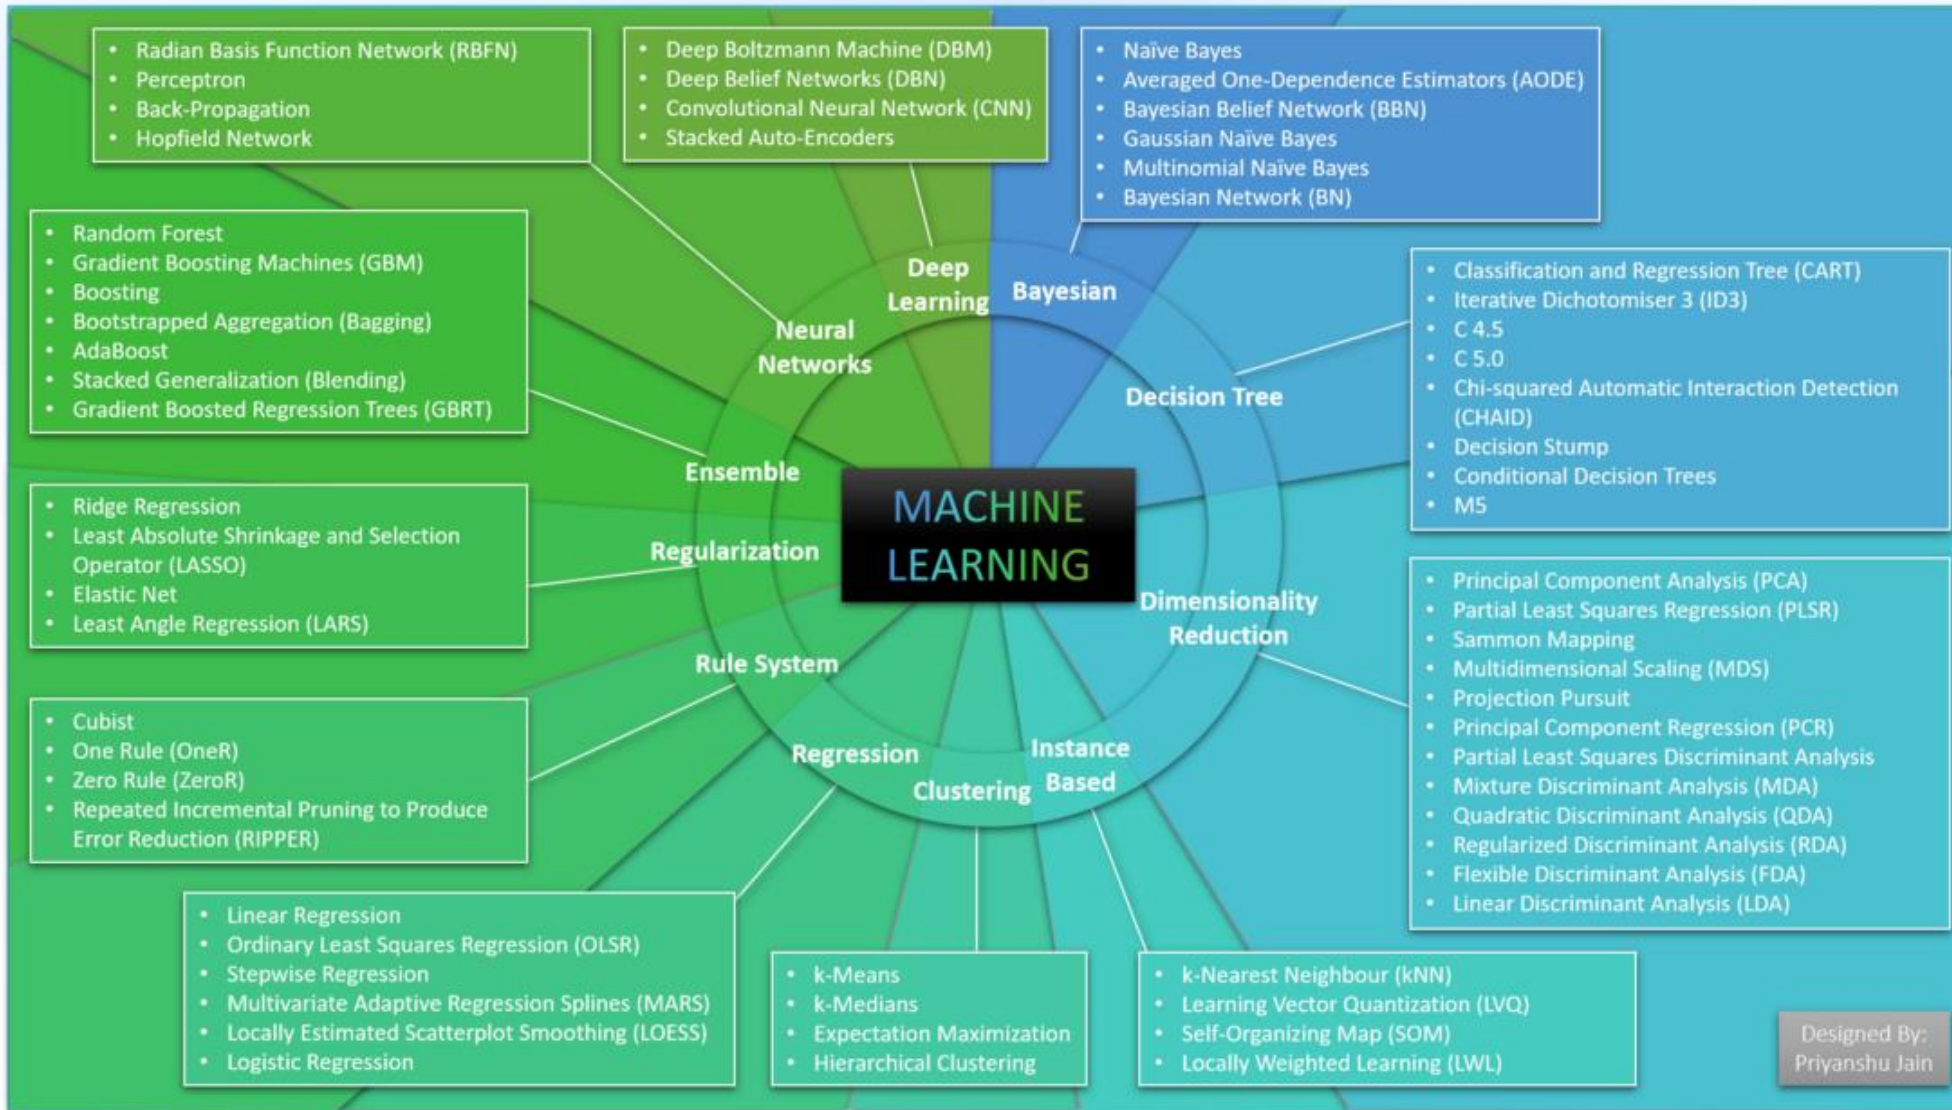 • Radian Basis Function Network (RBFN)
• Perceptron
• Back-Propagation
• Hopfield Network
• Deep Boltzmann Machine (DBM)
• Deep Belief Networks (DBN)
• Convolutional Neural Network (CNN)
• Stacked Auto-Encoders
• Naïve Bayes
• Averaged One-Dependence Estimators (AODE)
• Bayesian Belief Network (BBN)
• Gaussian Naïve Bayes
• Multinomial Naïve Bayes
• Bayesian Network (BN)
• Random Forest
• Gradient Boosting Machines (GBM)
• Boosting
• Bootstrapped Aggregation (Bagging)
• AdaBoost
• Stacked Generalization (Blending)
• Gradient Boosted Regression Trees (GBRT)
Deep
Learning
Bayesian
Neural
Networks
Decision Tree
Ensemble
MACHINE
LEARNING
Regularization
Dimensionality
Reduction
Rule System
Regression
Clustering
Instance
Based
• Classification and Regression Tree (CART)
• Iterative Dichotomiser 3 (ID3)
• C 4.5
• C 5.0
• Chi-squared Automatic Interaction Detection
(CHAID)
• Decision Stump
• Conditional Decision Trees
• M5
• Ridge Regression
• Least Absolute Shrinkage and Selection
Operator (LASSO)
• Elastic Net
• Least Angle Regression (LARS)
• Principal Component Analysis (PCA)
• Partial Least Squares Regression (PLSR)
• Sammon Mapping
• Multidimensional Scaling (MDS)
• Projection Pursuit
• Principal Component Regression (PCR)
• Partial Least Squares Discriminant Analysis
• Mixture Discriminant Analysis (MDA)
• Quadratic Discriminant Analysis (QDA)
• Regularized Discriminant Analysis (RDA)
• Flexible Discriminant Analysis (FDA)
• Linear Discriminant Analysis (LDA)
• Cubist
• One Rule (OneR)
• Zero Rule (ZeroR)
• Repeated Incremental Pruning to Produce
Error Reduction (RIPPER)
• Linear Regression
• Ordinary Least Squares Regression (OLSR)
• Stepwise Regression
• Multivariate Adaptive Regression Splines (MARS)
• Locally Estimated Scatterplot Smoothing (LOESS)
• Logistic Regression
• k-Means
• k-Medians
• Expectation Maximization
• Hierarchical Clustering
• k-Nearest Neighbour (kNN)
• Learning Vector Quantization (LVQ)
• Self-Organizing Map (SOM)
• Locally Weighted Learning (LWL)
Designed By:
Priyanshu Jain